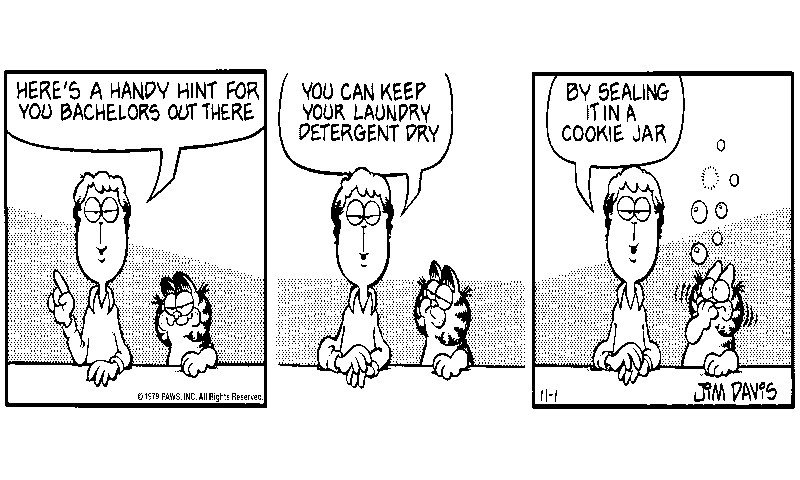 HERE'S A HANDY HINT FOR
YOU BACHELORS OUT THERE
© 1979 PAWS, INC. All Rights Reserved.
YOU CAN KEEP
YOUR LAUNDRY
DETERGENT DRY
BY SEALING
IT IN A
COOKIE JAR
11-1
JIM DAVIS